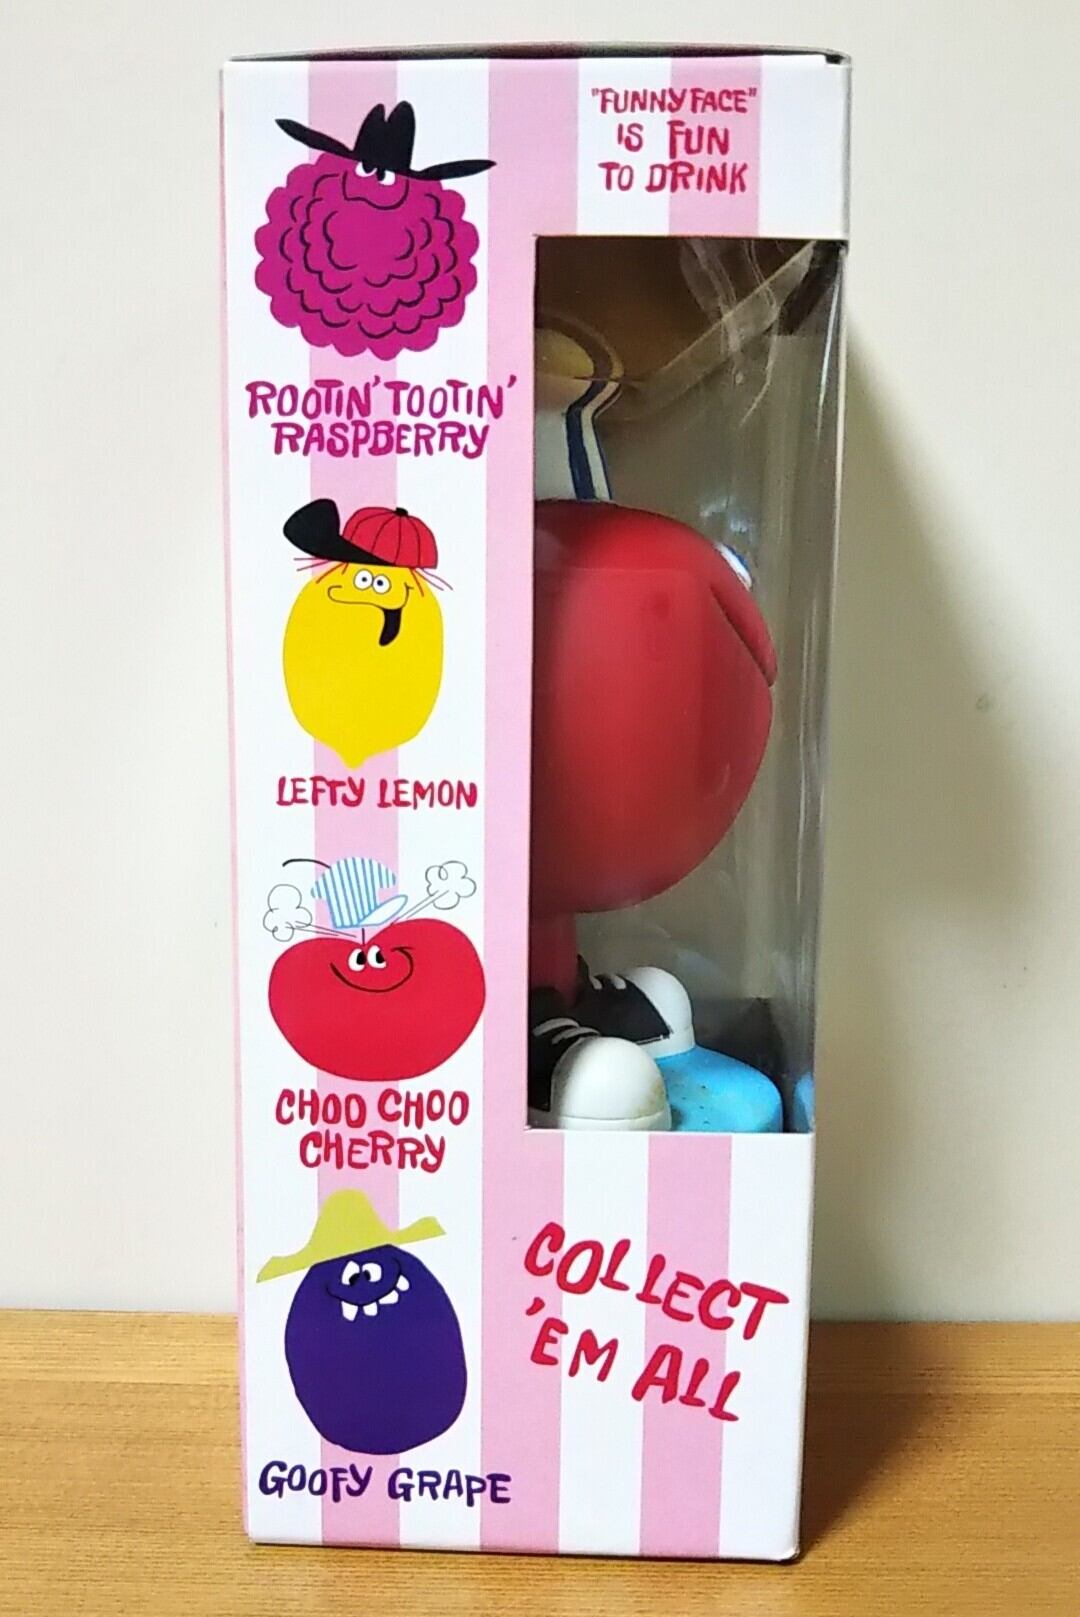 "FUNNY FACE"
IS FUN
TO DRINK
ROOTIN' TOOTIN'
RASPBERRY
LEFTY LEMON
CHOO CHOO
CHERRY
GOOFY GRAPE
COLLECT
'EM ALL